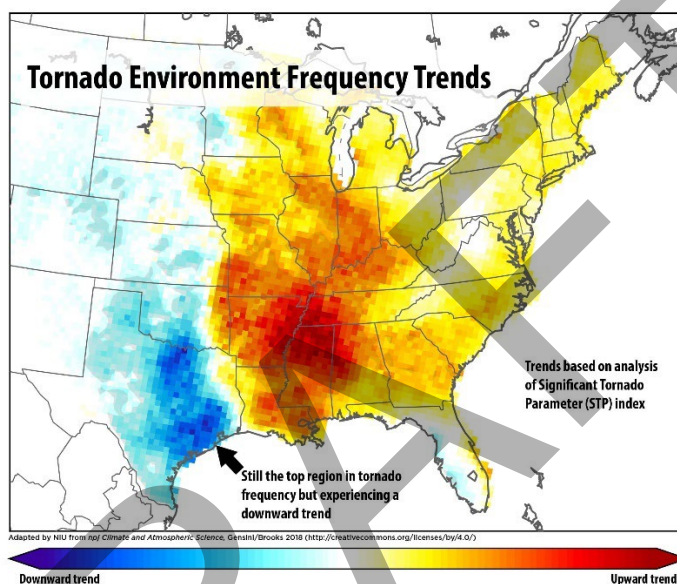 Tornado Environment Frequency Trends
Trends based on analysis
of Significant Tornado
Parameter (STP) index
Still the top region in tornado
frequency but experiencing a
downward trend
Adapted by NIU from npj Climate and Atmospheric Science, Gensini/Brooks 2018 (http://creativecommons.org/licenses/by/4.0/)
Downward trend
Upward trend